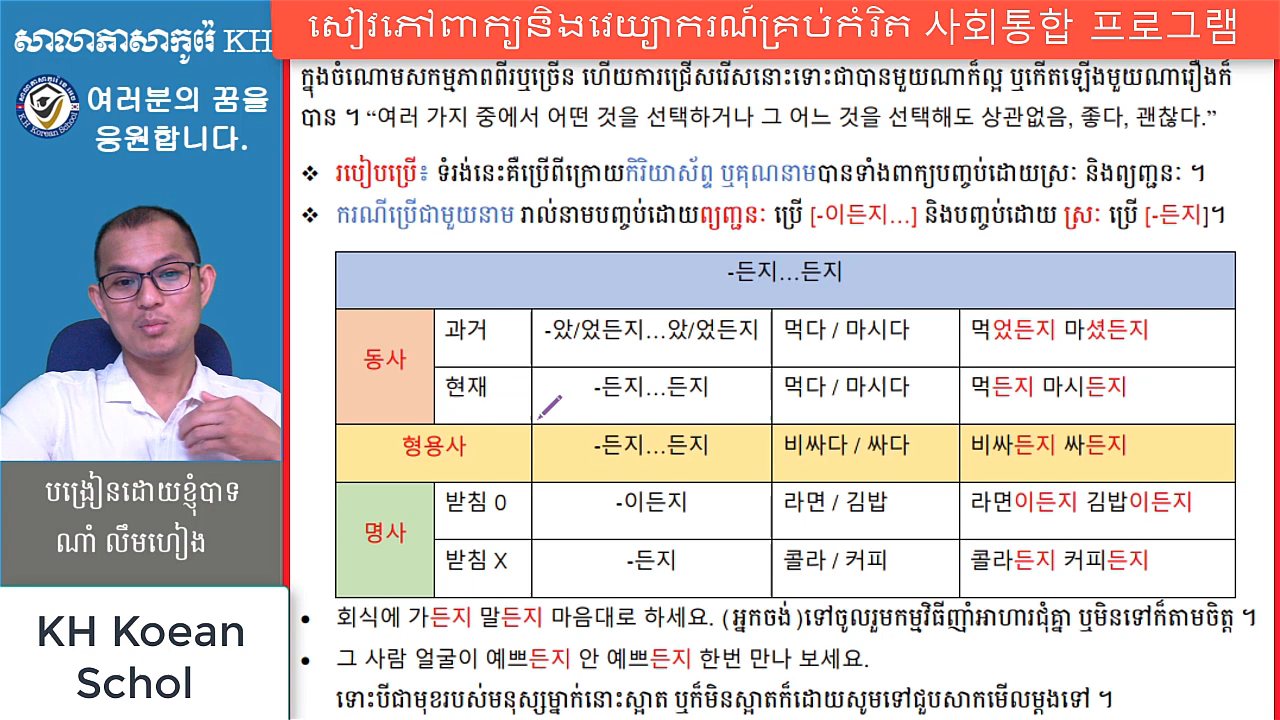 សៀវភៅពាក្យនិងវេយ្យាករណ៍គ្រប់កំរិត 사회통합 프로그램
សាលាភាសាកូរ៉េ KH
여러분의 꿈을
응원합니다.
បង្រៀនដោយខ្ញុំបាទ
ណាំ លឹមហៀង
KH Koean
Schol
ក្នុងចំណោមសកម្មភាពពីរឬច្រើន ហើយការជ្រើសរើសនោះទោះជាបានមួយណាក៏ល្អ ឬកើតឡើងមួយណារឿងក៏
បាន ។ “여러 가지 중에서 어떤 것을 선택하거나 그 어느 것을 선택해도 상관없음, 좋다, 괜찮다.”
❖ របៀបប្រើ៖ ទំរង់នេះគឺប្រើពីក្រោយកិរិយាស័ព្ទ ឬគុណនាមបានទាំងពាក្យបញ្ចប់ដោយស្រៈ និងព្យញ្ជនៈ ។
❖ ករណីប្រើជាមួយនាម រាល់នាមបញ្ចប់ដោយព្យញ្ជនៈ ប្រើ [-이든지…] និងបញ្ចប់ដោយ ស្រៈ ប្រើ [-든지]។
-든지…든지
동사
과거 -았/었든지…았/었든지 먹다 / 마시다 먹었든지 마셨든지
현재 -든지…든지 먹다 / 마시다 먹든지 마시든지
형용사 -든지…든지 비싸다 / 싸다 비싸든지 싸든지
명사
받침 0 -이든지 라면 / 김밥 라면이든지 김밥이든지
받침 X -든지 콜라 / 커피 콜라든지 커피든지
• 회식에 가든지 말든지 마음대로 하세요. (អ្នកចង់)ទៅចូលរួមកម្មវិធីញ៉ាំអាហារជុំគ្នា ឬមិនទៅក៏តាមចិត្ត ។
• 그 사람 얼굴이 예쁘든지 안 예쁘든지 한번 만나 보세요.
ទោះបីជាមុខរបស់មនុស្សម្នាក់នោះស្អាត ឬក៏មិនស្អាតក៏ដោយសូមទៅជួបសាកមើលម្តងទៅ ។